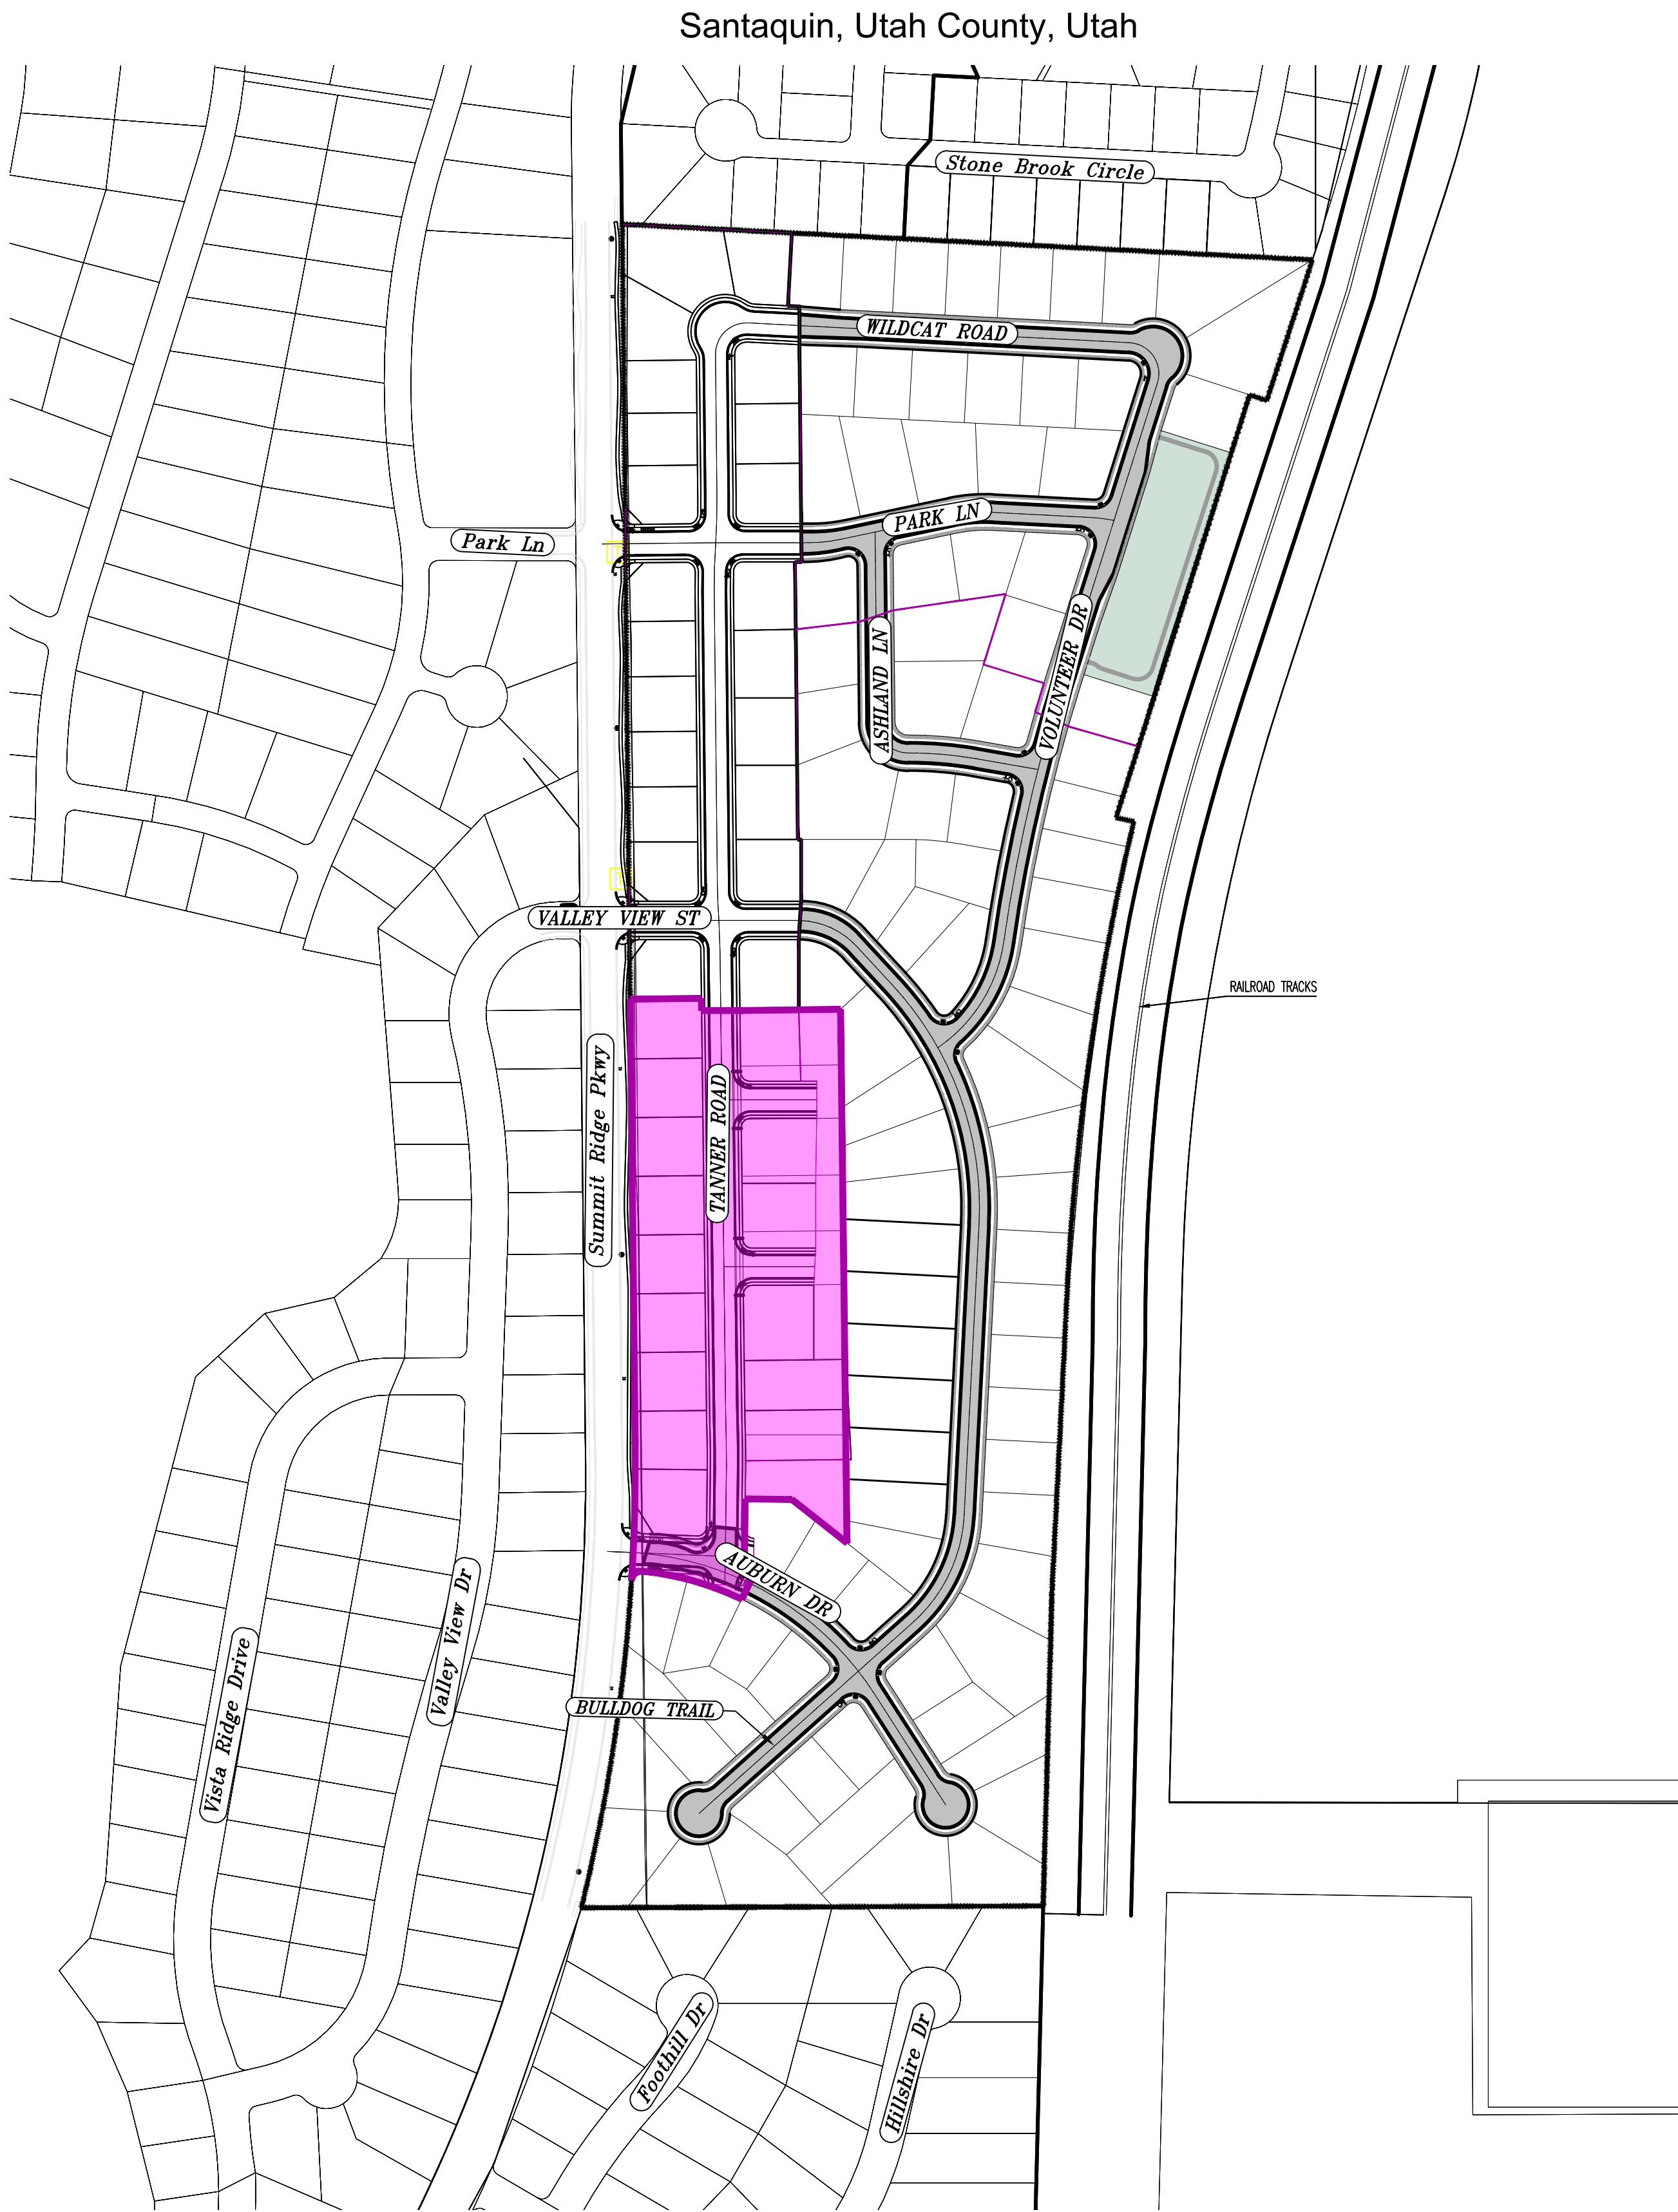 Santaquin, Utah County, Utah
Stone Brook Circle
WILDCAT ROAD
PARK LN
Park Ln
ASHLAND LN
VOLUNTEER DR
VALLEY VIEW ST
RAILROAD TRACKS
Summit Ridge Pkwy
TANNER ROAD
AUBURN DR
Valley View Dr
Vista Ridge Drive
BULLDOG TRAIL
Foothill Dr
Hillshire Dr